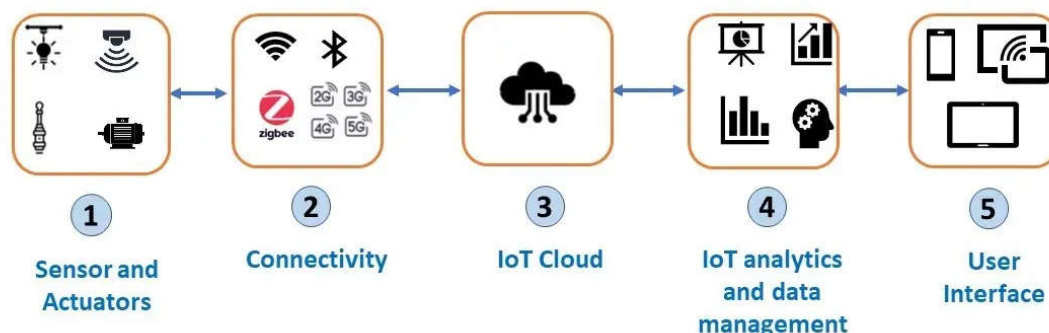 zigbee
2G 3G
4G 5G
1
2
3
4
5
Sensor and
Actuators
Connectivity
IoT Cloud
IoT analytics
and data
management
User
Interface